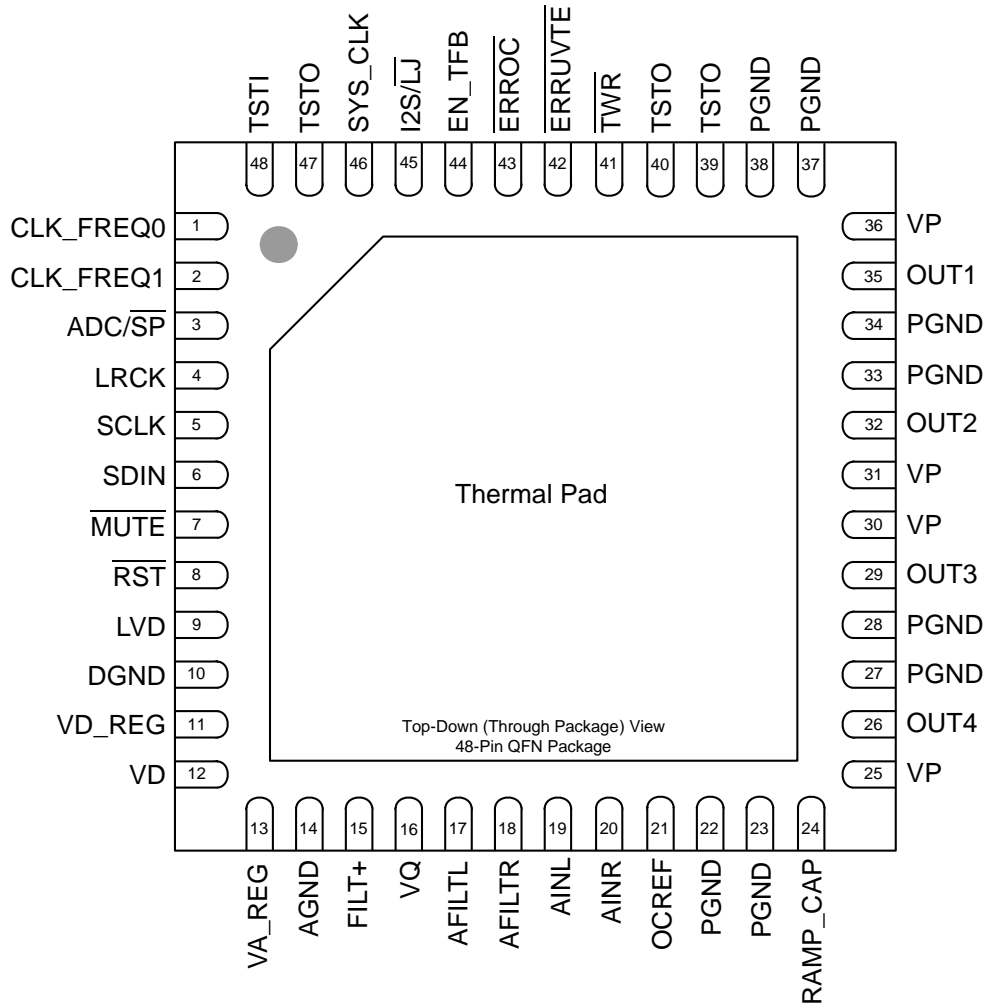 TSTI
TSTO
SYS_CLK
I2S/LJ
EN_TFB
ERROC
ERRUVTE
TWR
TSTO
TSTO
PGND
PGND
48 47 46 45 44 43 42 41 40 39 38 37
CLK_FREQ0 1
CLK_FREQ1 2
ADC/SP 3
LRCK 4
SCLK 5
SDIN 6
MUTE 7
RST 8
LVD 9
DGND 10
VD_REG 11
VD 12
36 VP
35 OUT1
34 PGND
33 PGND
32 OUT2
31 VP
30 VP
29 OUT3
28 PGND
27 PGND
26 OUT4
25 VP
Thermal Pad
Top-Down (Through Package) View
48-Pin QFN Package
13 14 15 16 17 18 19 20 21 22 23 24
VA_REG
AGND
FILT+
VQ
AFILTL
AFILTR
AINL
AINR
OCREF
PGND
PGND
RAMP_CAP